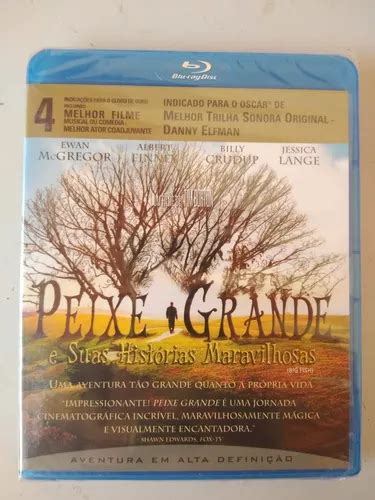 Blu-ray Disc
4 INDICAÇÕES PARA O GLOBO DE OURO
INCLUINDO
MELHOR FILME
MUSICAL OU COMÉDIA
MELHOR ATOR COADJUVANTE
INDICADO PARA O OSCAR® DE
MELHOR TRILHA SONORA ORIGINAL -
DANNY ELFMAN
EWAN McGREGOR
ALBERT FINNEY
BILLY CRUDUP
JESSICA LANGE
PEIXE GRANDE
e Suas Histórias Maravilhosas
(BIG FISH)
UMA AVENTURA TÃO GRANDE QUANTO A PRÓPRIA VIDA
"IMPRESSIONANTE! PEIXE GRANDE É UMA JORNADA
CINEMATOGRÁFICA INCRÍVEL, MARAVILHOSAMENTE MÁGICA
E VISUALMENTE ENCANTADORA."
SHAWN EDWARDS, FOX-TV
AVENTURA EM ALTA DEFINIÇÃO